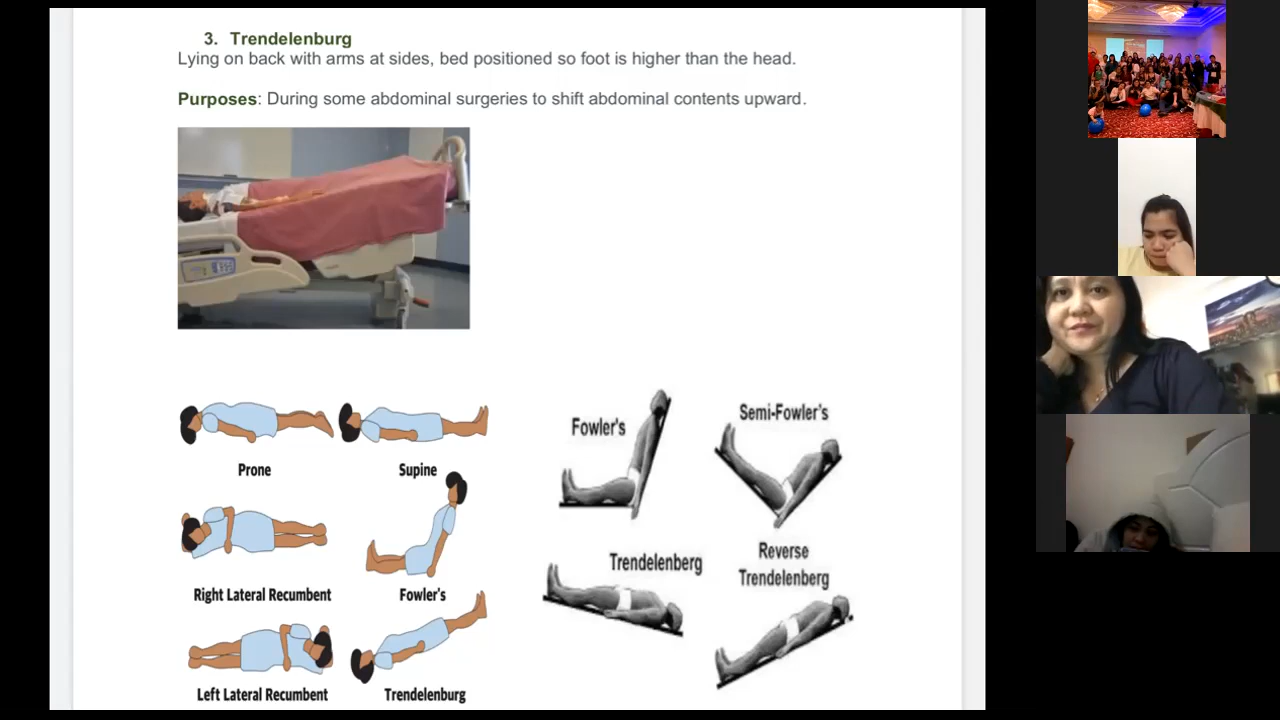 3. Trendelenburg
Lying on back with arms at sides, bed positioned so foot is higher than the head.
Purposes: During some abdominal surgeries to shift abdominal contents upward.
Prone
Supine
Right Lateral Recumbent
Fowler's
Left Lateral Recumbent
Trendelenburg
Fowler's
Semi-Fowler's
Trendelenberg
Reverse
Trendelenberg